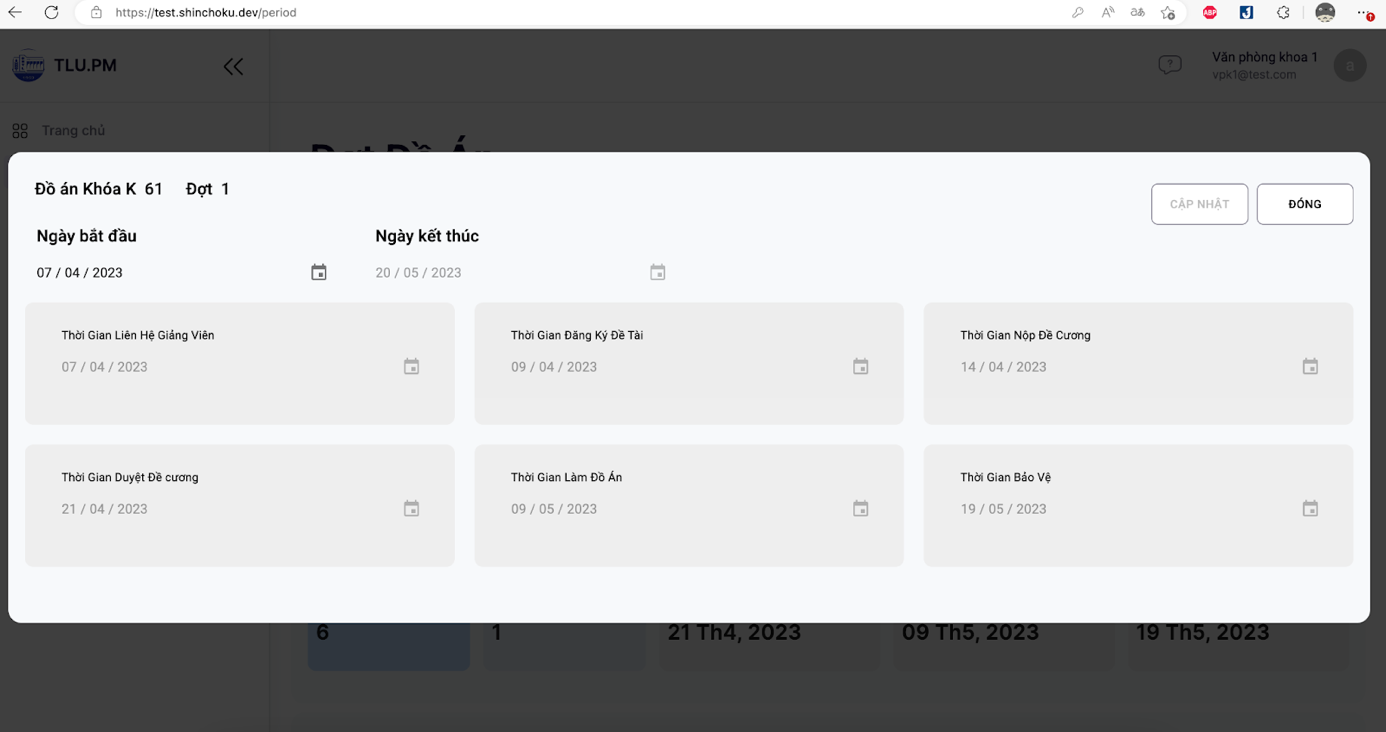 https://test.shinchoku.dev/period
ABP
TLU.PM
Văn phòng khoa 1
vpk1@test.com
a
Trang chủ
Đợt Đồ Án
Đồ án Khóa K 61 Đợt 1
CẬP NHẬT
ĐÓNG
Ngày bắt đầu
Ngày kết thúc
07 / 04 / 2023
20 / 05 / 2023
Thời Gian Liên Hệ Giảng Viên
Thời Gian Đăng Ký Đề Tài
Thời Gian Nộp Đề Cương
07 / 04 / 2023
09 / 04 / 2023
14 / 04 / 2023
Thời Gian Duyệt Đề cương
Thời Gian Làm Đồ Án
Thời Gian Bảo Vệ
21 / 04 / 2023
09 / 05 / 2023
19 / 05 / 2023
6
1
21 Th4, 2023
09 Th5, 2023
19 Th5, 2023